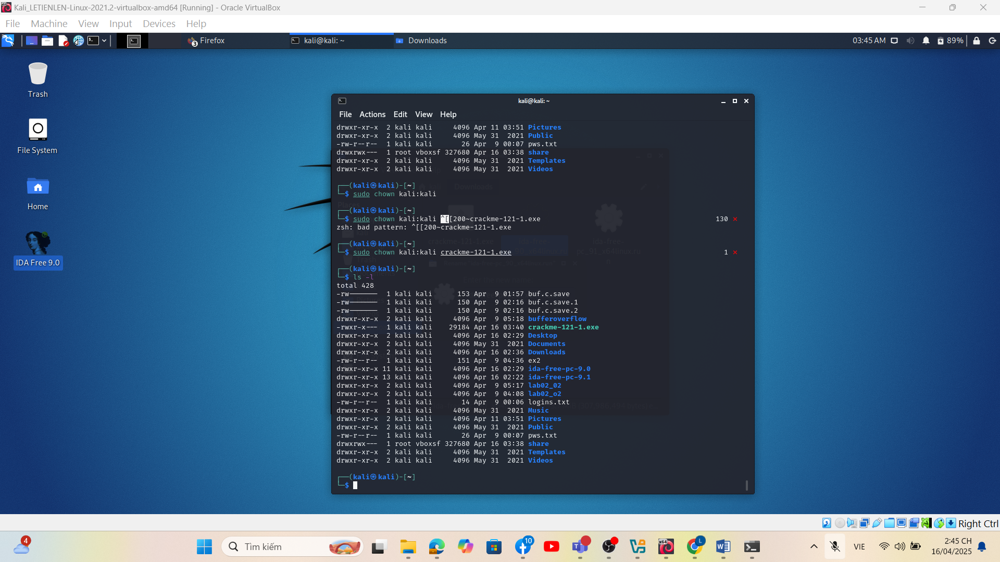 Kali_LETIENLEN-Linux-2021.2-virtualbox-amd64 [Running] - Oracle VirtualBox
File Machine View Input Devices Help
3 Firefox
kali@kali: ~
Downloads
03:45 AM
89%
Trash
File System
Home
IDA Free 9.0
kali@kali: ~
File Actions Edit View Help
drwxr-xr-x 2 kali kali 4096 Apr 11 03:51 Pictures
drwxr-xr-x 2 kali kali 4096 May 31 2021 Public
-rw-r--r-- 1 kali kali 26 Apr 9 00:07 pws.txt
drwxrwx--- 1 root vboxsf 327680 Apr 16 03:38 share
drwxr-xr-x 2 kali kali 4096 May 31 2021 Templates
drwxr-xr-x 2 kali kali 4096 May 31 2021 Videos
┌──(kali㉿kali)-[~]
└─$ sudo chown kali:kali
┌──(kali㉿kali)-[~]
└─$ sudo chown kali:kali ^[[200~crackme-121-1.exe 130 ⨯
zsh: bad pattern: ^[[200~crackme-121-1.exe
┌──(kali㉿kali)-[~]
└─$ sudo chown kali:kali crackme-121-1.exe 1 ⨯
┌──(kali㉿kali)-[~]
└─$ ls -l
total 428
-rw------- 1 kali kali 153 Apr 9 01:57 buf.c.save
-rw------- 1 kali kali 150 Apr 9 02:16 buf.c.save.1
-rw------- 1 kali kali 150 Apr 9 02:16 buf.c.save.2
drwxr-xr-x 2 kali kali 4096 Apr 9 05:18 bufferoverflow
-rwxr-x--- 1 kali kali 29184 Apr 16 03:40 crackme-121-1.exe
drwxr-xr-x 2 kali kali 4096 Apr 16 02:29 Desktop
drwxr-xr-x 2 kali kali 4096 May 31 2021 Documents
drwxr-xr-x 2 kali kali 4096 Apr 16 02:36 Downloads
-rw-r--r-- 1 kali kali 151 Apr 9 04:36 ex2
drwxr-xr-x 11 kali kali 4096 Apr 16 02:29 ida-free-pc-9.0
drwxr-xr-x 13 kali kali 4096 Apr 16 02:22 ida-free-pc-9.1
drwxr-xr-x 2 kali kali 4096 Apr 9 05:17 lab02_02
drwxr-xr-x 2 kali kali 4096 Apr 9 04:08 lab02_o2
-rw-r--r-- 1 kali kali 14 Apr 9 00:06 logins.txt
drwxr-xr-x 2 kali kali 4096 May 31 2021 Music
drwxr-xr-x 2 kali kali 4096 Apr 11 03:51 Pictures
drwxr-xr-x 2 kali kali 4096 May 31 2021 Public
-rw-r--r-- 1 kali kali 26 Apr 9 00:07 pws.txt
drwxrwx--- 1 root vboxsf 327680 Apr 16 03:38 share
drwxr-xr-x 2 kali kali 4096 May 31 2021 Templates
drwxr-xr-x 2 kali kali 4096 May 31 2021 Videos
┌──(kali㉿kali)-[~]
└─$
Right Ctrl
4
Tìm kiếm
10
L
VIE
2:45 CH
16/04/2025